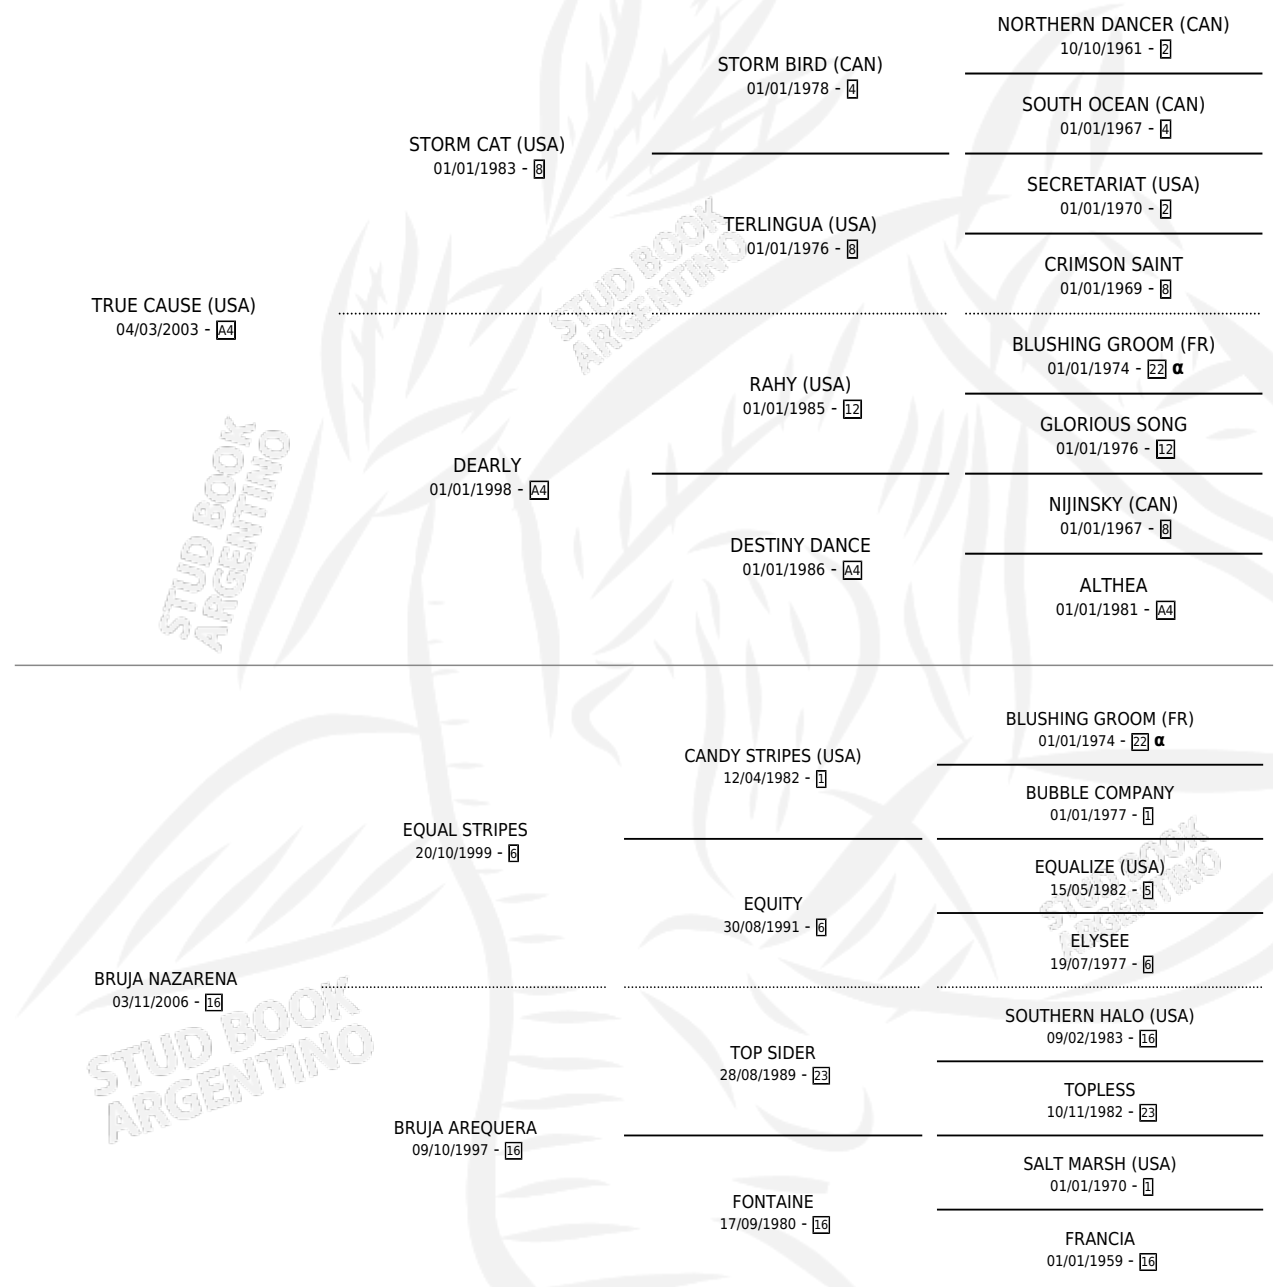 NORTHERN DANCER (CAN)
10/10/1961 - 2
STORM BIRD (CAN)
01/01/1978 - 4
SOUTH OCEAN (CAN)
01/01/1967 - 4
STORM CAT (USA)
01/01/1983 - 8
SECRETARIAT (USA)
01/01/1970 - 2
TERLINGUA (USA)
01/01/1976 - 8
CRIMSON SAINT
01/01/1969 - 8
TRUE CAUSE (USA)
04/03/2003 - A4
STUD BOOK
ARGENTINO
BLUSHING GROOM (FR)
01/01/1974 - 22 α
RAHY (USA)
01/01/1985 - 12
GLORIOUS SONG
01/01/1976 - 12
DEARLY
01/01/1998 - A4
NIJINSKY (CAN)
01/01/1967 - 8
DESTINY DANCE
01/01/1986 - A4
ALTHEA
01/01/1981 - A4
STUD BOOK
ARGENTINO
BLUSHING GROOM (FR)
01/01/1974 - 22 α
CANDY STRIPES (USA)
12/04/1982 - 1
BUBBLE COMPANY
01/01/1977 - 1
EQUAL STRIPES
20/10/1999 - 6
EQUALIZE (USA)
15/05/1982 - 5
EQUITY
30/08/1991 - 6
ELYSEE
19/07/1977 - 6
STUD BOOK
ARGENTINO
BRUJA NAZARENA
03/11/2006 - 16
SOUTHERN HALO (USA)
09/02/1983 - 16
TOP SIDER
28/08/1989 - 23
TOPLESS
10/11/1982 - 23
STUD BOOK
ARGENTINO
BRUJA AREQUERA
09/10/1997 - 16
SALT MARSH (USA)
01/01/1970 - 1
FONTAINE
17/09/1980 - 16
FRANCIA
01/01/1959 - 16